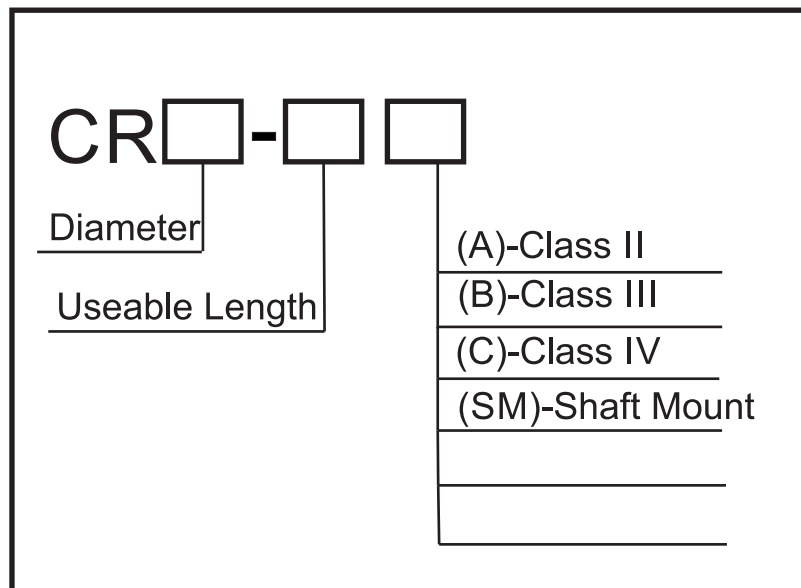 CR -
Diameter
Useable Length
(A)-Class II
(B)-Class III
(C)-Class IV
(SM)-Shaft Mount